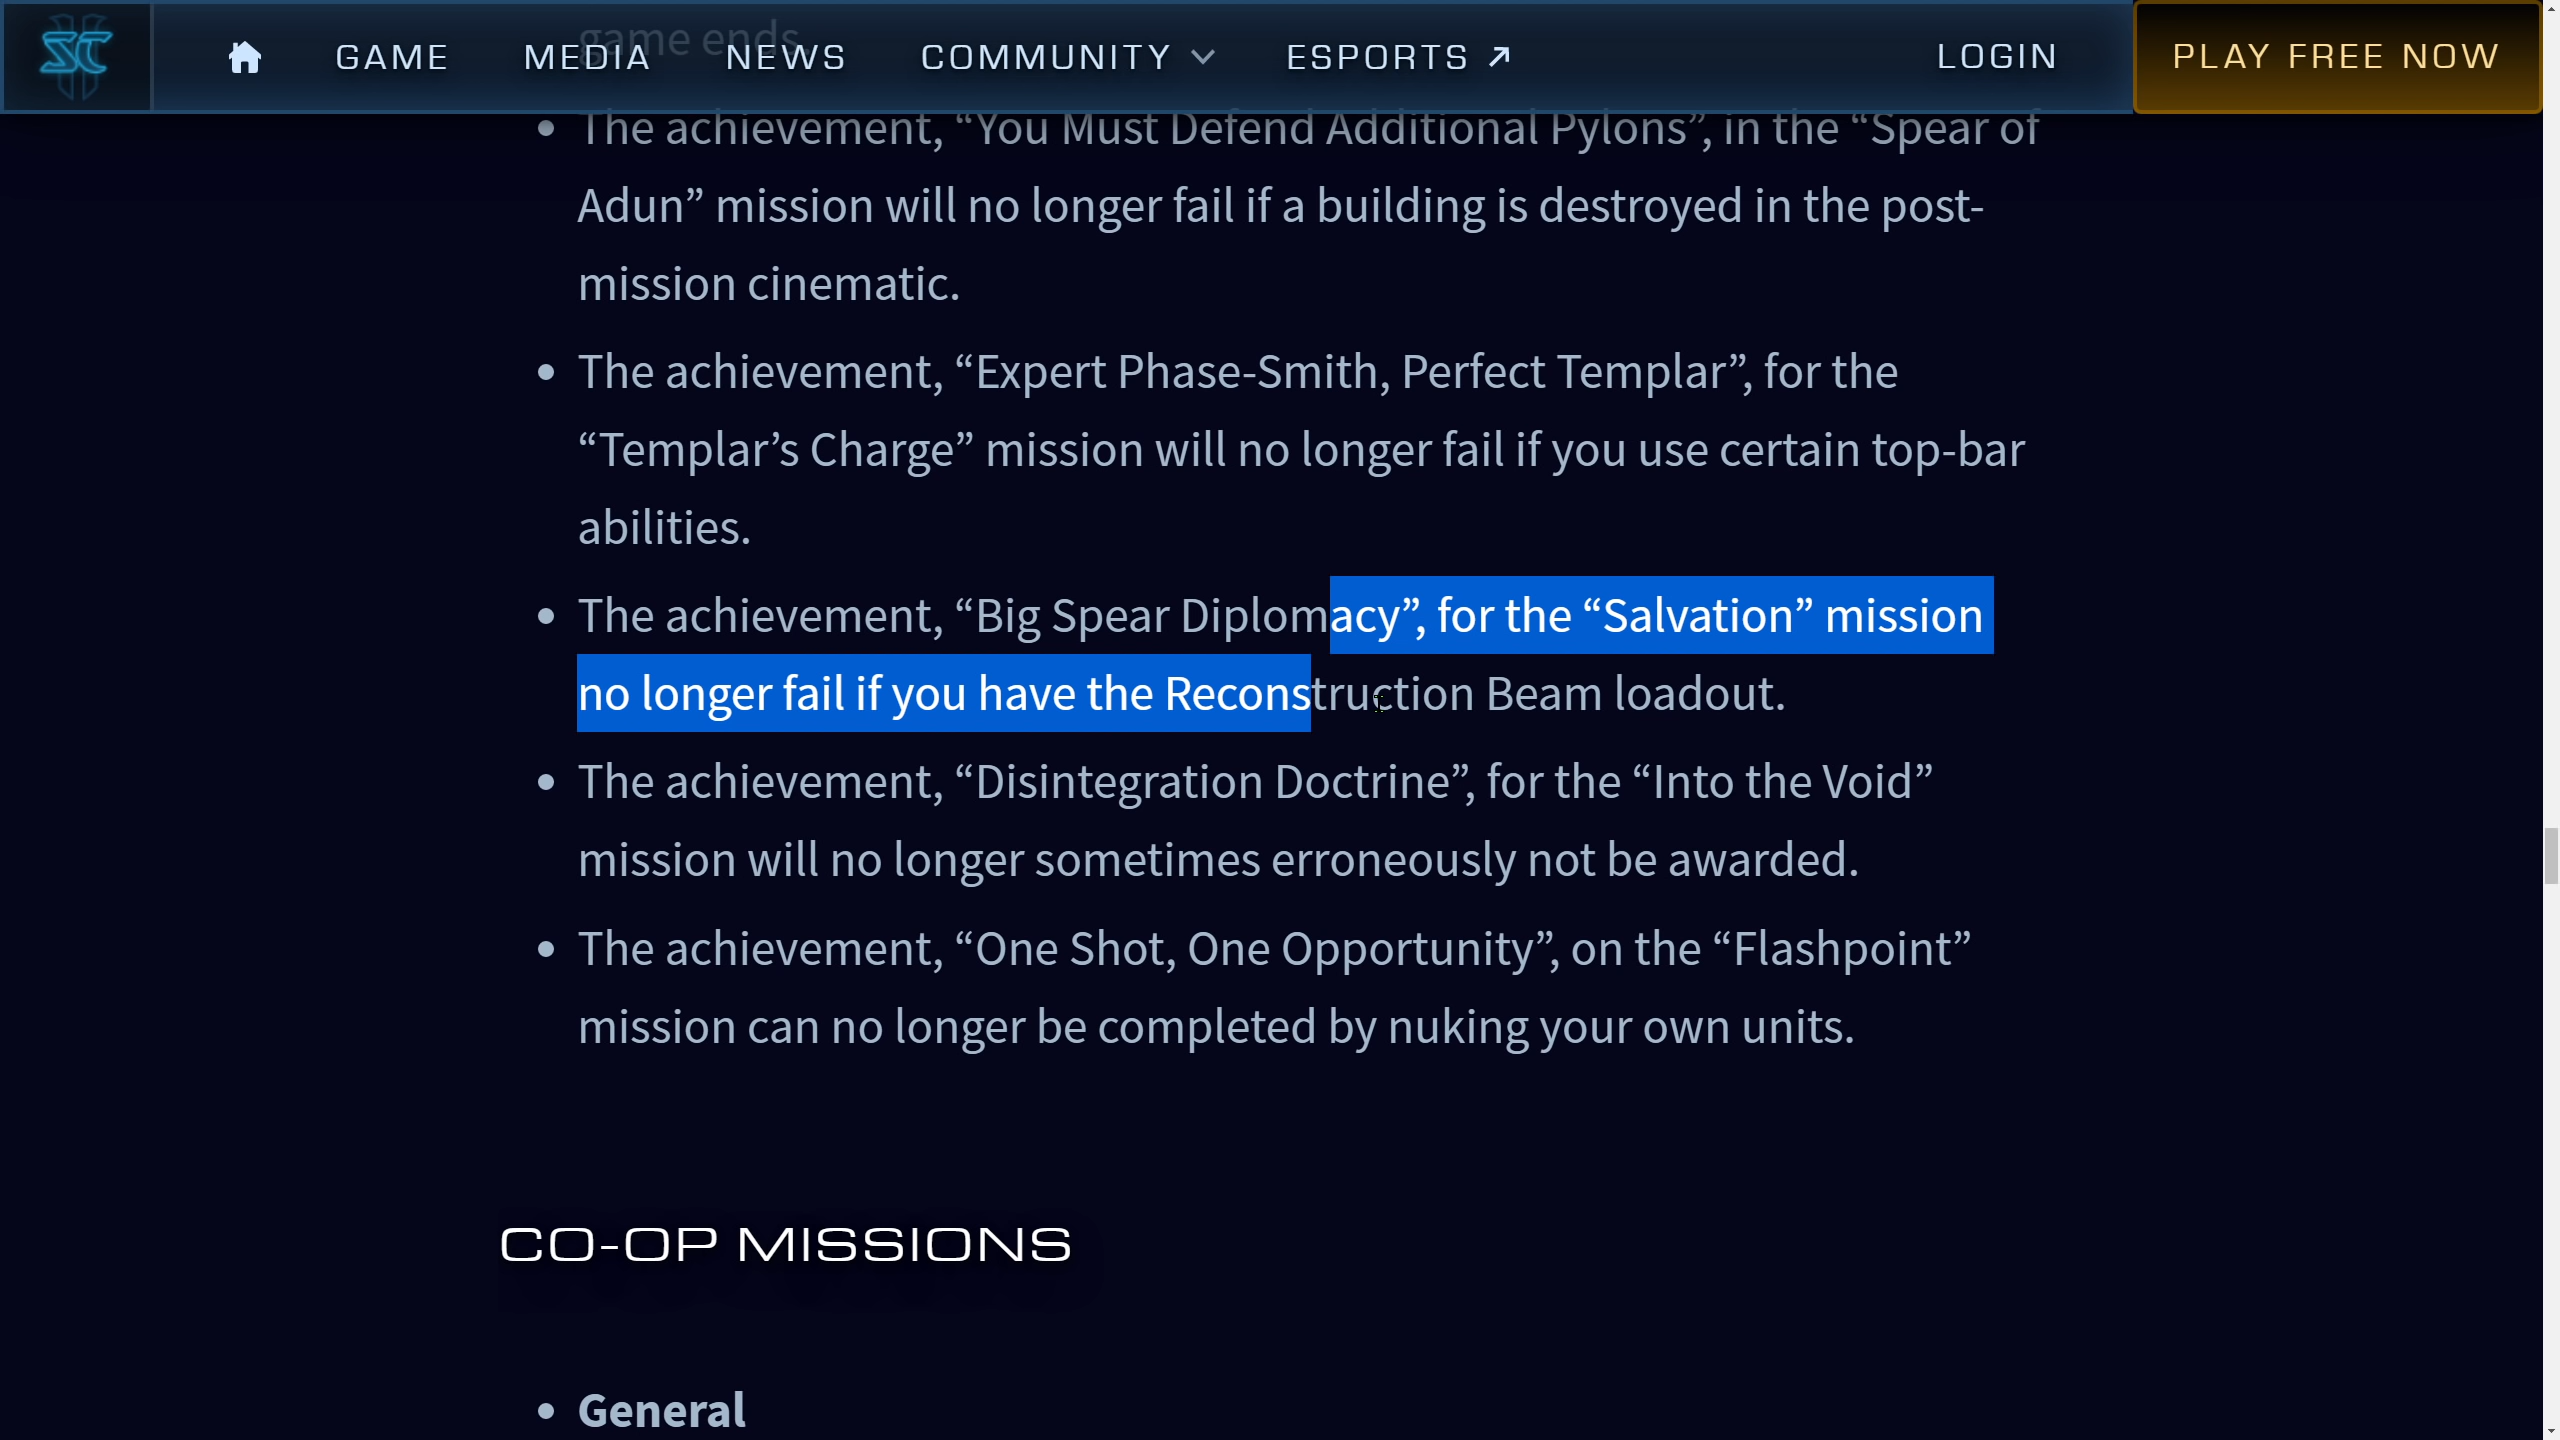 SC
GAME MEDIA NEWS COMMUNITY ESPORTS LOGIN PLAY FREE NOW
game ends.
• The achievement, “You Must Defend Additional Pylons”, in the “Spear of
Adun” mission will no longer fail if a building is destroyed in the post-
mission cinematic.
• The achievement, “Expert Phase-Smith, Perfect Templar”, for the
“Templar’s Charge” mission will no longer fail if you use certain top-bar
abilities.
• The achievement, “Big Spear Diplomacy”, for the “Salvation” mission
no longer fail if you have the Reconstruction Beam loadout.
• The achievement, “Disintegration Doctrine”, for the “Into the Void”
mission will no longer sometimes erroneously not be awarded.
• The achievement, “One Shot, One Opportunity”, on the “Flashpoint”
mission can no longer be completed by nuking your own units.
CO-OP MISSIONS
• General